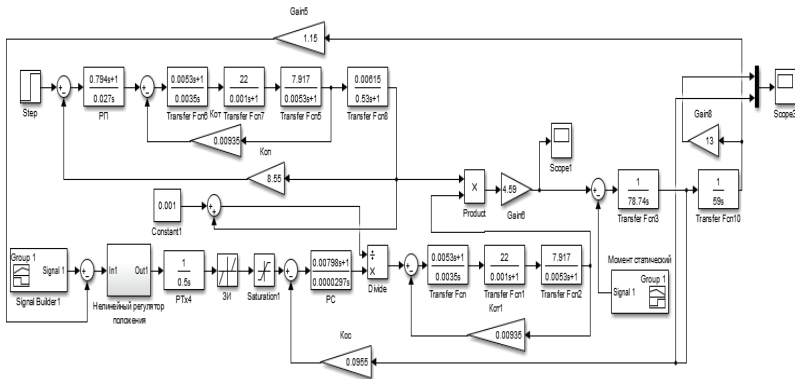 Gain5
1.15
Step
0.794s+1
0.027s
РП
0.0053s+1
0.0035s
Transfer Fcn6
Кот
22
0.001s+1
Transfer Fcn7
7.917
0.0053s+1
Transfer Fcn5
0.00615
0.53s+1
Transfer Fcn8
0.00935
Коп
8.55
Constant1
0.001
Product
4.59
Gain6
Scope1
1
78.74s
Transfer Fcn3
1
59s
Transfer Fcn10
Gain8
13
Scope2
Group 1
Signal 1
Signal Builder1
In1
Out1
Нелинейный регулятор
положения
1
0.5s
РТх4
ЗИ
Saturation1
0.00798s+1
0.0000297s
РС
Divide
0.0053s+1
0.0035s
Transfer Fcn
22
0.001s+1
Transfer Fcn1
7.917
0.0053s+1
Transfer Fcn2
Кот1
0.00935
Кос
0.0955
Момент статический
Group 1
Signal 1